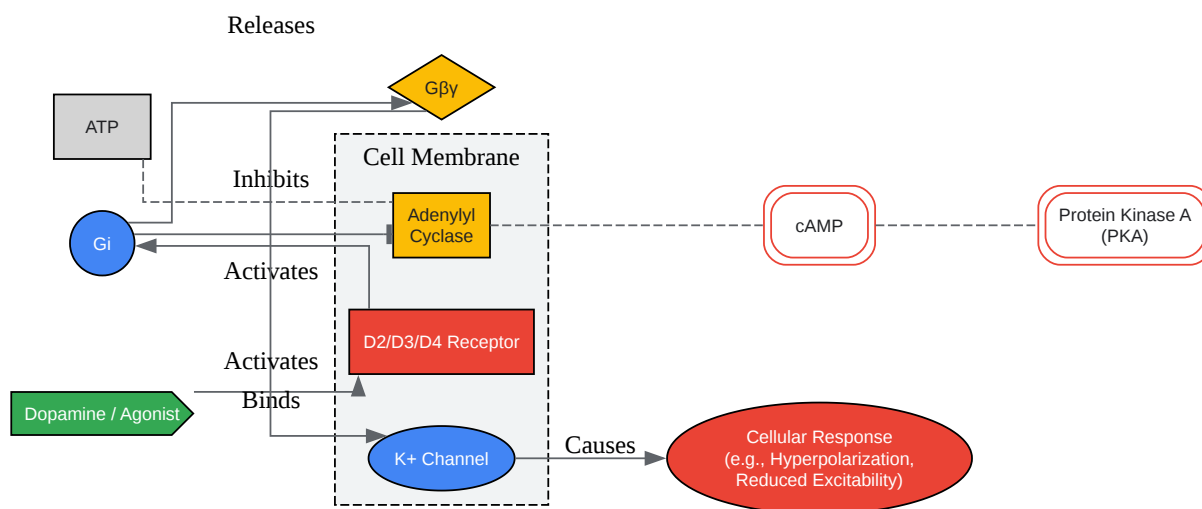 Releases
Gβγ
ATP
Cell Membrane
Inhibits
Adenylyl
Cyclase
cAMP
Protein Kinase A
(PKA)
Gi
Activates
D2/D3/D4 Receptor
Activates
Binds
Dopamine / Agonist
K+ Channel
Causes
Cellular Response
(e.g., Hyperpolarization,
Reduced Excitability)